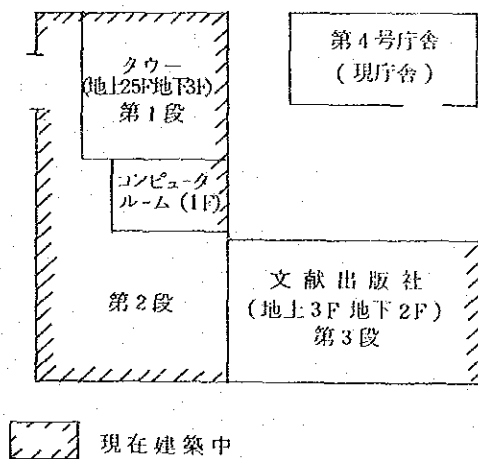 タウー
(地上25F地下3F)
第1段
第4号庁舎
(現庁舎)
コンピュータ
ルーム(1F)
第2段
文献出版社
(地上3F 地下2F)
第3段
現在建築中